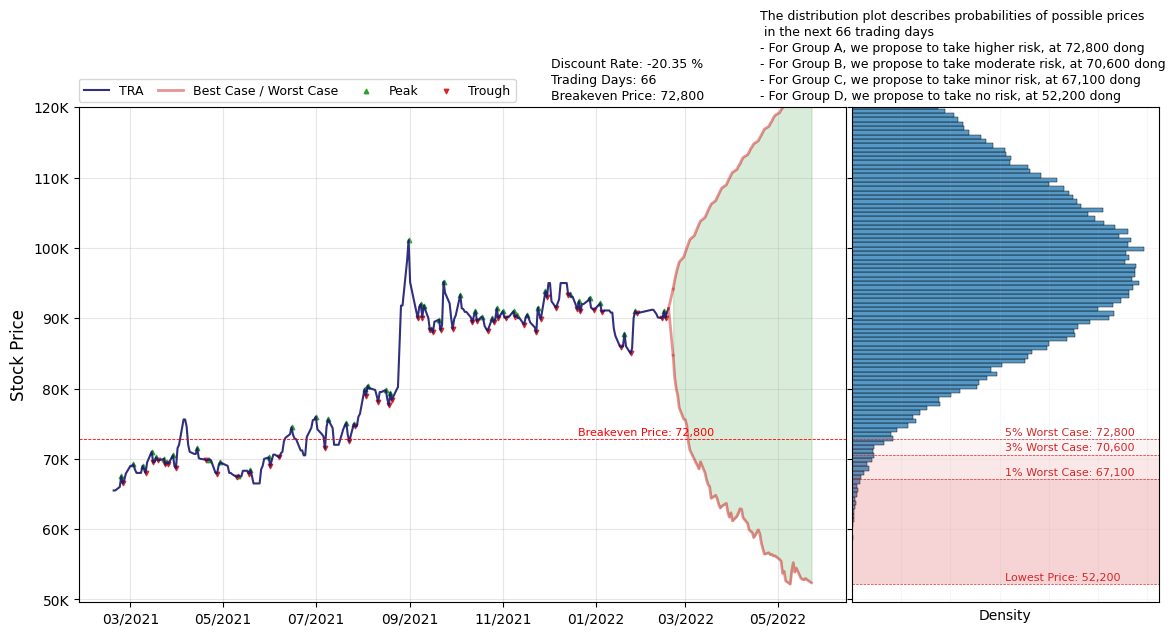 The distribution plot describes probabilities of possible prices
in the next 66 trading days
- For Group A, we propose to take higher risk, at 72,800 dong
- For Group B, we propose to take moderate risk, at 70,600 dong
- For Group C, we propose to take minor risk, at 67,100 dong
- For Group D, we propose to take no risk, at 52,200 dong
Discount Rate: -20.35 %
Trading Days: 66
Breakeven Price: 72,800
TRA
Best Case / Worst Case
Peak
Trough
Stock Price
120K
110K
100K
90K
80K
70K
60K
50K
Breakeven Price: 72,800
03/2021
05/2021
07/2021
09/2021
11/2021
01/2022
03/2022
05/2022
5% Worst Case: 72,800
3% Worst Case: 70,600
1% Worst Case: 67,100
Lowest Price: 52,200
Density